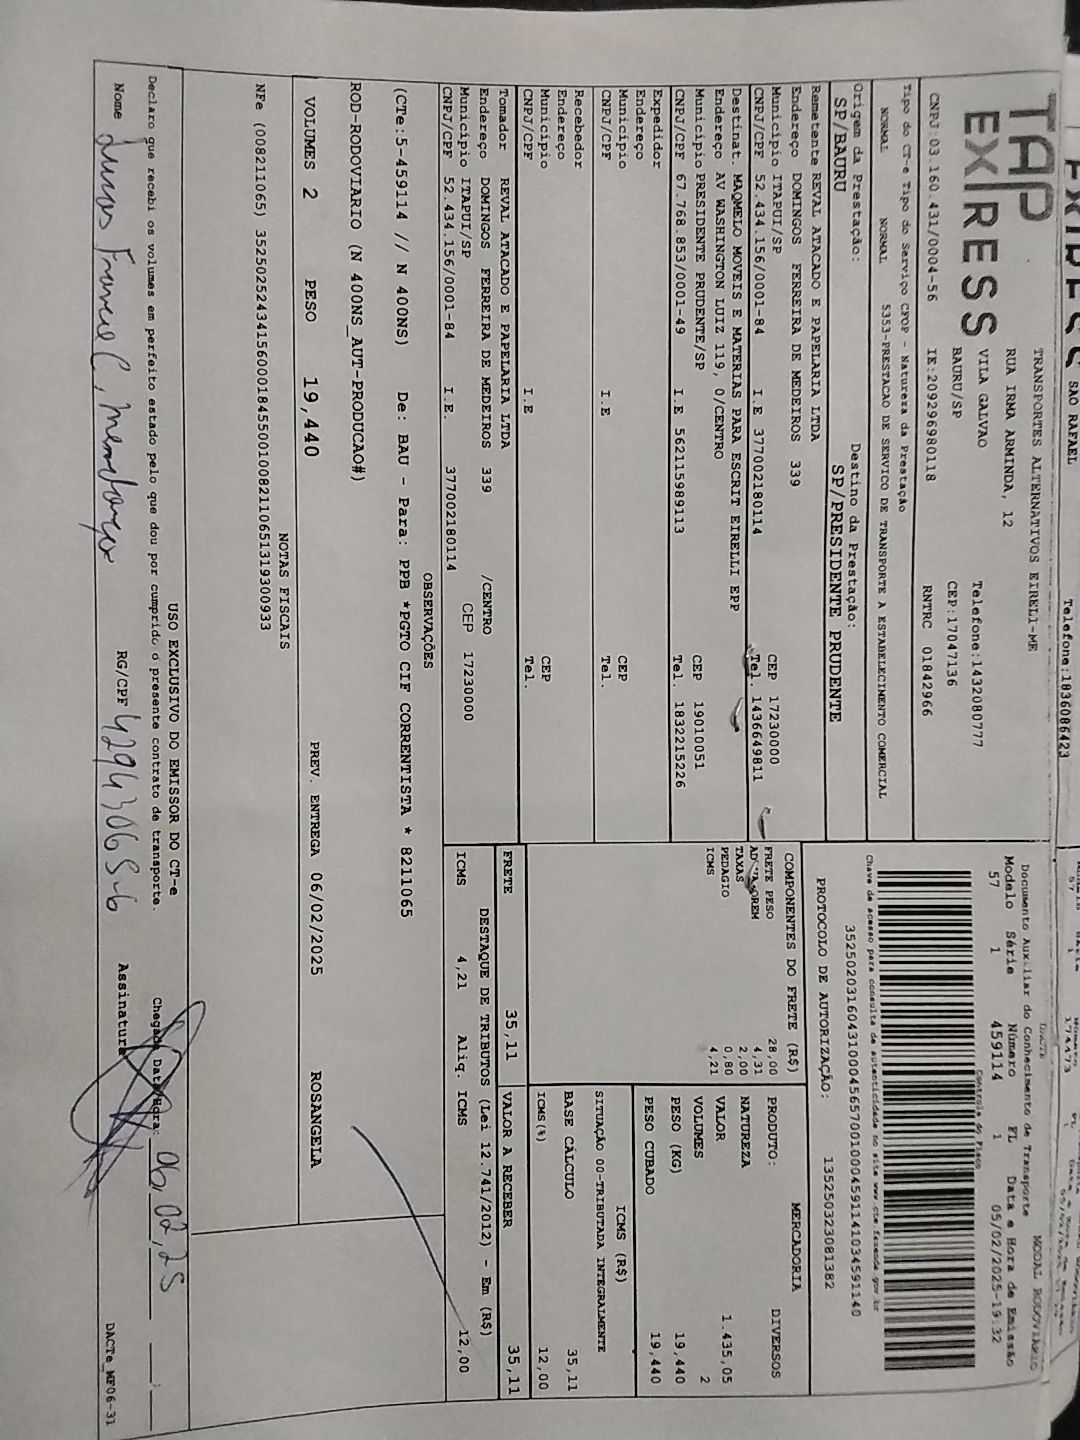 SAO RAFAEL
Telefone:1836086423
TAP
EXPRESS
TRANSPORTES ALTERNATIVOS EIRELI-ME
RUA IRMA ARMINDA, 12
VILA GALVAO
BAURU/SP
Telefone:1432080777
CEP:17047136
CNPJ:03.160.431/0004-56 IE:209296980118 RNTRC 01842966
DACTE MODAL RODOVIARIO
Documento Auxiliar do Conhecimento de Transporte
Modelo Série Número FL Data e Hora de Emissão
57 1 459114 1 05/02/2025-19:32
Controle do Fisco
Chave de acesso para consulta de autenticidade no site www.cte.fazenda.gov.br
PROTOCOLO DE AUTORIZAÇÃO: 135250323081382
Tipo do CT-e Tipo do Serviço CFOP - Natureza da Prestação
NORMAL NORMAL 5353-PRESTACAO DE SERVICO DE TRANSPORTE A ESTABELECIMENTO COMERCIAL
Origem da Prestação: Destino da Prestação:
SP/BAURU SP/PRESIDENTE PRUDENTE
Remetente REVAL ATACADO E PAPELARIA LTDA
Endereço DOMINGOS FERREIRA DE MEDEIROS 339
Município ITAPUI/SP CEP 17230000
CNPJ/CPF 52.434.156/0001-84 I.E 377002180114 Tel. 1436649811
Destinat. MAQMELO MOVEIS E MATERIAS PARA ESCRIT EIRELLI EPP
Endereço AV WASHINGTON LUIZ 119, 0/CENTRO
Município PRESIDENTE PRUDENTE/SP CEP 19010051
CNPJ/CPF 67.768.853/0001-49 I.E 562115989113 Tel. 1832215226
Expedidor
Endereço
Município CEP
CNPJ/CPF I.E Tel.
Recebedor
Endereço
Município CEP
CNPJ/CPF I.E Tel.
Tomador REVAL ATACADO E PAPELARIA LTDA
Endereço DOMINGOS FERREIRA DE MEDEIROS 339 /CENTRO
Município ITAPUI/SP CEP 17230000
CNPJ/CPF 52.434.156/0001-84 I.E. 377002180114
COMPONENTES DO FRETE (R$)
FRETE PESO 28,00
AD VALOREM 4,31
TAXAS 2,00
PEDAGIO 0,80
ICMS 4,21
MERCADORIA
PRODUTO: DIVERSOS
NATUREZA
VALOR 1.435,05
VOLUMES 2
PESO (KG) 19,440
PESO CUBADO 19,440
ICMS (R$)
SITUAÇÃO 00-TRIBUTADA INTEGRALMENTE
BASE CÁLCULO 35,11
ICMS(%) 12,00
FRETE 35,11 VALOR A RECEBER 35,11
DESTAQUE DE TRIBUTOS (Lei 12.741/2012) - Em (R$)
ICMS 4,21 Aliq. ICMS 12,00
OBSERVAÇÕES
(CTe:5-459114 // N 400NS) De: BAU - Para: PPB *PGTO CIF CORRENTISTA * 8211065
ROD-RODOVIARIO (N 400NS_AUT-PRODUCAO#)
VOLUMES 2 PESO 19,440 PREV. ENTREGA 06/02/2025 ROSANGELA
NOTAS FISCAIS
USO EXCLUSIVO DO EMISSOR DO CT-e
Declaro que recebi os volumes em perfeito estado pelo que dou por cumprido o presente contrato de transporte. Chegada Data/Hora: 06,02,25
Nome Lucas RG/CPF Assinatura
DACTe_MF06-31